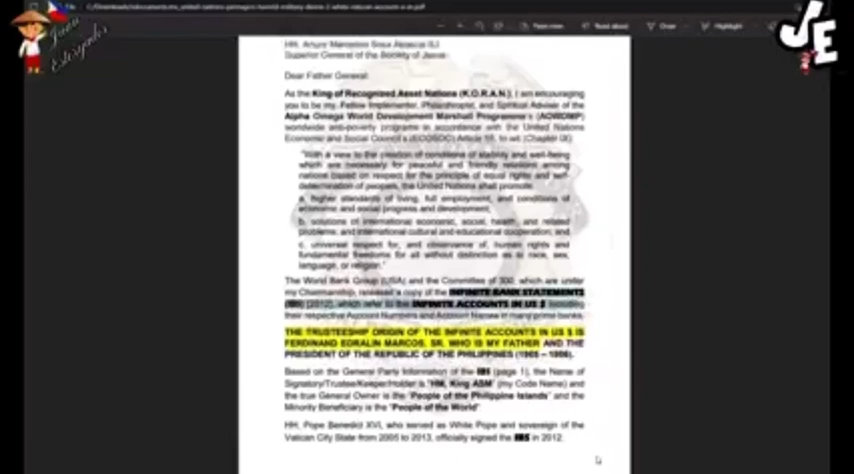 HH. Arturo Marcelino Sosa Abascal (SJ)
Superior General of the Society of Jesus
Dear Father General:
As the King of Recognized Asset Nations (K.O.R.A.N.), I am encouraging
you to be my, Fellow Implementer, Philanthropist, and Spiritual Adviser of the
Alpha Omega World Development Marshall Programme's (AOWDMP)
worldwide anti-poverty programs in accordance with the United Nations
Economic and Social Council's (ECOSOC) Article 55, to wit (Chapter IX)
"With a view to the creation of conditions of stability and well-being
which are necessary for peaceful and friendly relations among
nations based on respect for the principle of equal rights and self-
determination of peoples, the United Nations shall promote:
a. higher standards of living, full employment, and conditions of
economic and social progress and development;
b. solutions of international economic, social, health, and related
problems; and international cultural and educational cooperation; and
c. universal respect for, and observance of, human rights and
fundamental freedoms for all without distinction as to race, sex,
language, or religion."
The World Bank Group (USA) and the Committee of 300, which are under
my Chairmanship, released a copy of the INFINITE BANK STATEMENTS
(IBS) [2012], which refer to the INFINITE ACCOUNTS IN US $ including
their respective Account Numbers and Account Names in many prime banks.
THE TRUSTEESHIP ORIGIN OF THE INFINITE ACCOUNTS IN US $ IS
FERDINAND EDRALIN MARCOS, SR. WHO IS MY FATHER AND THE
PRESIDENT OF THE REPUBLIC OF THE PHILIPPINES (1965 – 1986).
Based on the General Party Information of the IBS (page 1), the Name of
Signatory/Trustee/Keeper/Holder is "HM, King ASM" (my Code Name) and
the true General Owner is the "People of the Philippine Islands" and the
Minority Beneficiary is the "People of the World"
HH, Pope Benedict XVI, who served as White Pope and sovereign of the
Vatican City State from 2005 to 2013, officially signed the IBS in 2012.
Juan
JE